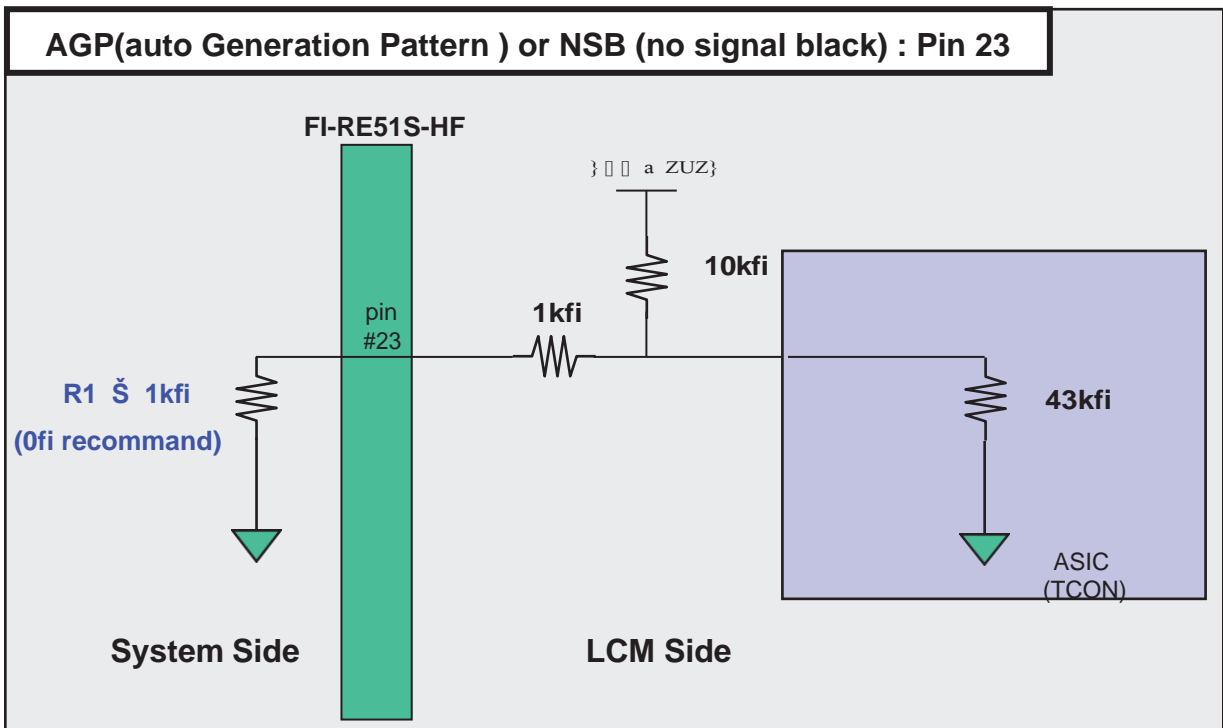 AGP(auto Generation Pattern ) or NSB (no signal black) : Pin 23
FI-RE51S-HF
} a ZUZ}
10kfi
1kfi
pin
#23
R1 Š 1kfi
(0fi recommand)
43kfi
ASIC
(TCON)
System Side
LCM Side